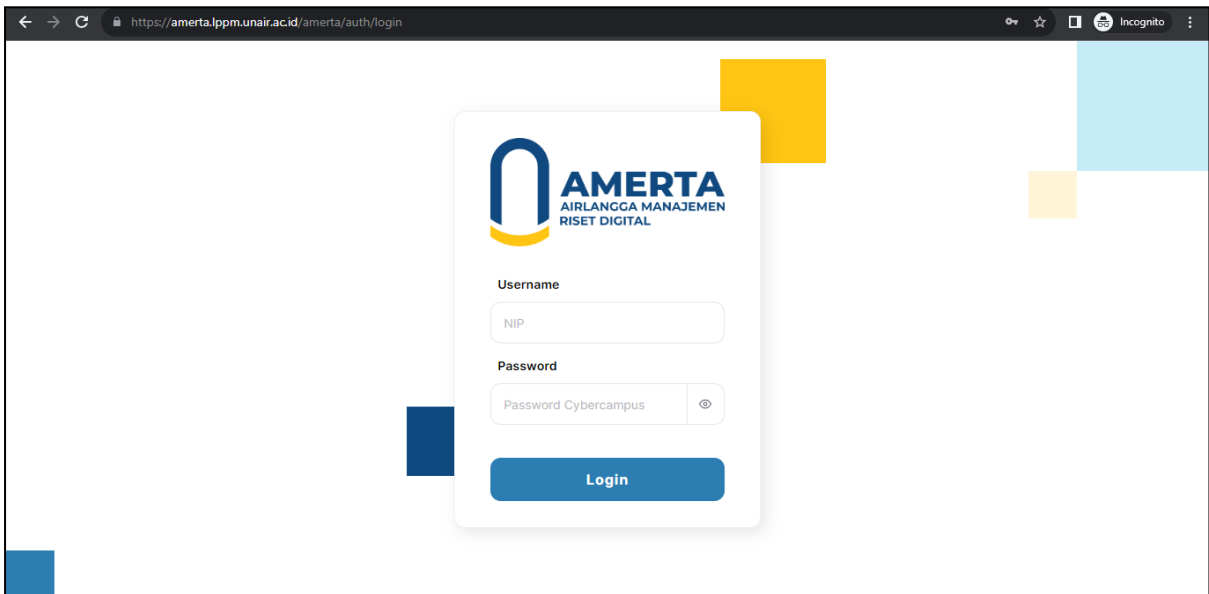 https://amerta.lppm.unair.ac.id/amerta/auth/login
Incognito
AMERTA
AIRLANGGA MANAJEMEN
RISET DIGITAL
Username
NIP
Password
Password Cybercampus
Login